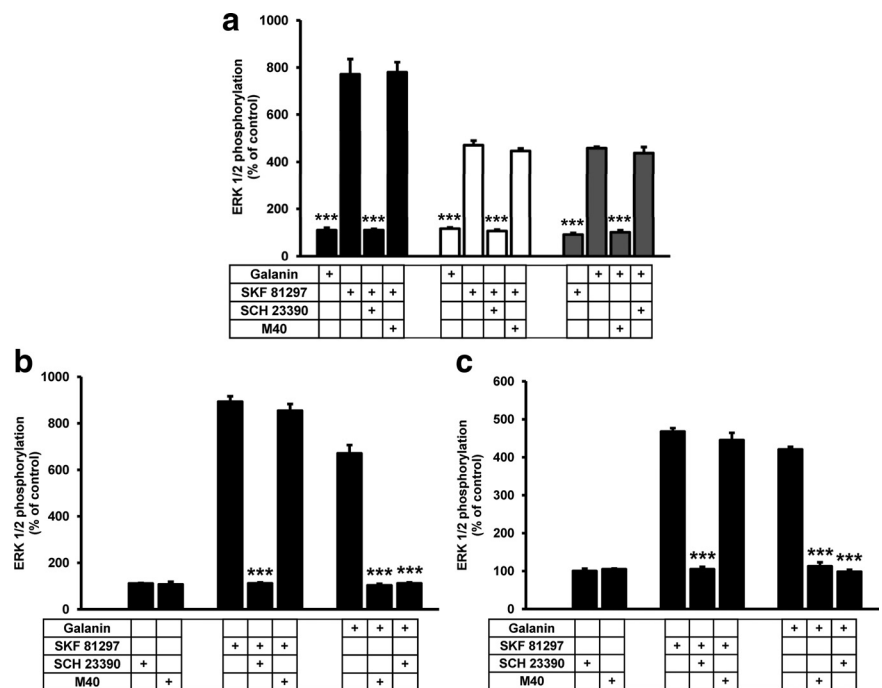 a
ERK 1/2 phosphorylation
(% of control)
1000
800
600
400
200
0
*** *** *** *** *** ***
Galanin + + + + +
SKF 81297 + + + + + + +
SCH 23390 + + +
M40 + + +
b
ERK 1/2 phosphorylation
(% of control)
1000
800
600
400
200
0
*** *** ***
Galanin + + +
SKF 81297 + + +
SCH 23390 + + +
M40 + + +
c
ERK 1/2 phosphorylation
(% of control)
600
500
400
300
200
100
0
*** *** ***
Galanin + + +
SKF 81297 + + +
SCH 23390 + + +
M40 + + +